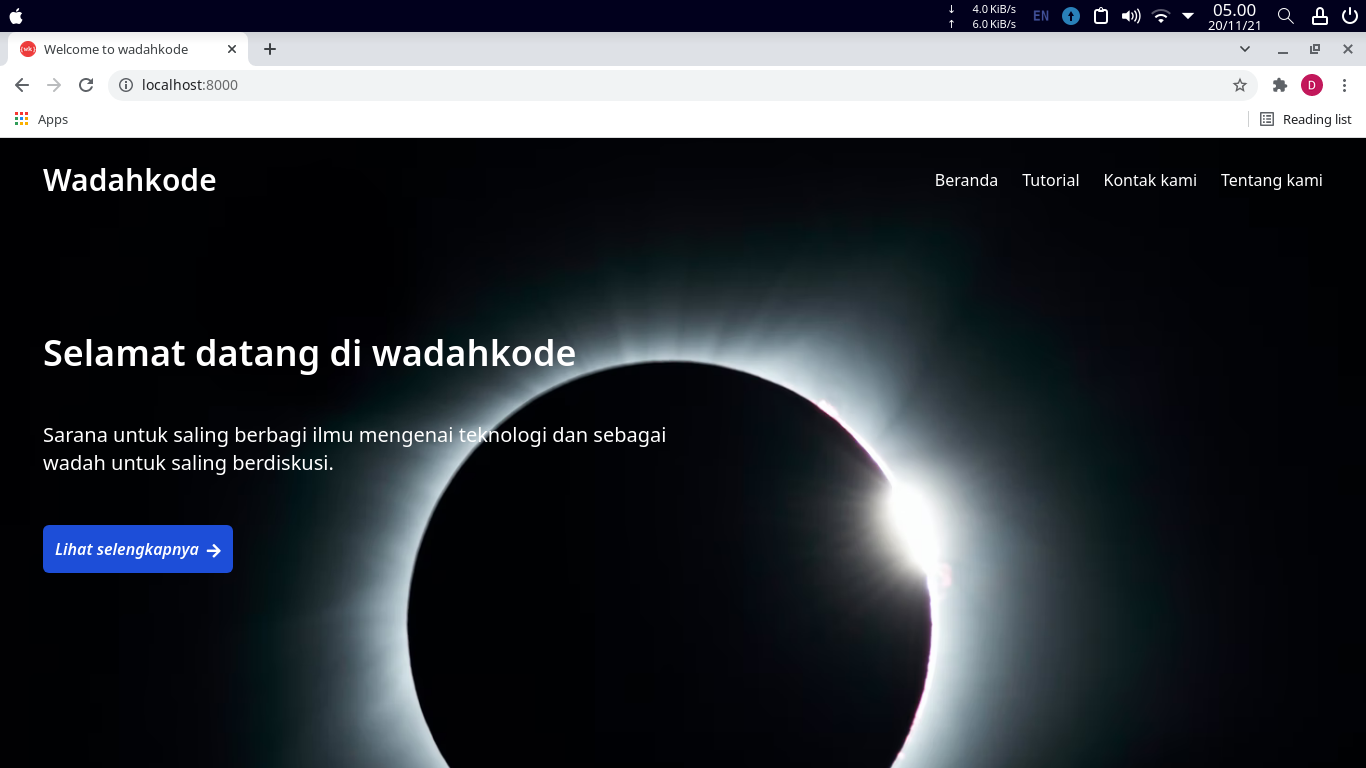 ↓ 4.0 KiB/s
↑ 6.0 KiB/s
EN
05.00
20/11/21
wk
Welcome to wadahkode
localhost:8000
D
Apps
Reading list
Wadahkode
Beranda Tutorial Kontak kami Tentang kami
Selamat datang di wadahkode
Sarana untuk saling berbagi ilmu mengenai teknologi dan sebagai
wadah untuk saling berdiskusi.
Lihat selengkapnya →